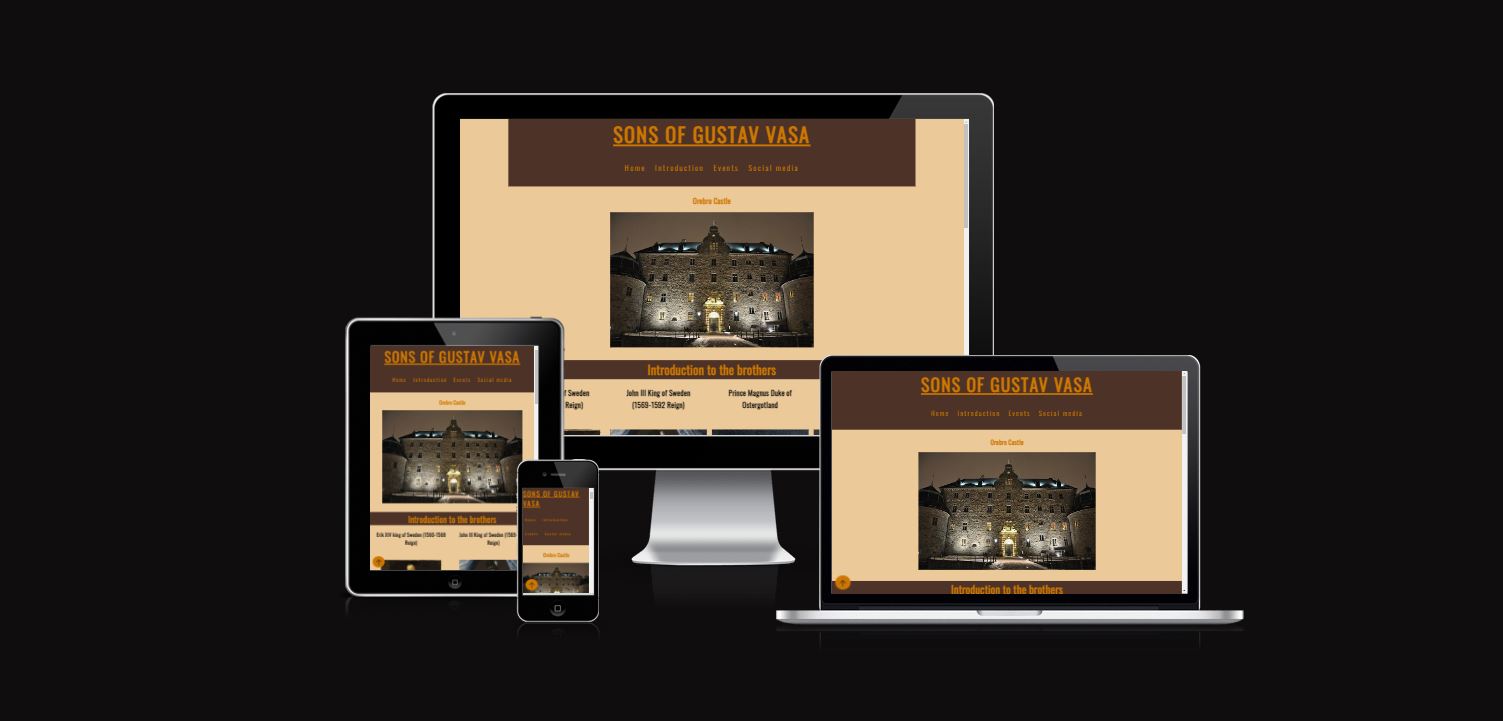 SONS OF GUSTAV VASA
Home Introduction Events Social media
Orebro Castle
Introduction to the brothers
of Sweden
Reign)
John III King of Sweden
(1569-1592 Reign)
Prince Magnus Duke of
Ostergotland
SONS OF GUSTAV VASA
Home Introduction Events Social media
Orebro Castle
Introduction to the brothers
Erik XIV king of Sweden (1560-1568
Reign)
John III King of Sweden (1569-
Reign)
SONS OF GUSTAV
VASA
Home Introduction
Events Social media
Orebro Castle
SONS OF GUSTAV VASA
Home Introduction Events Social media
Orebro Castle
Introduction to the brothers